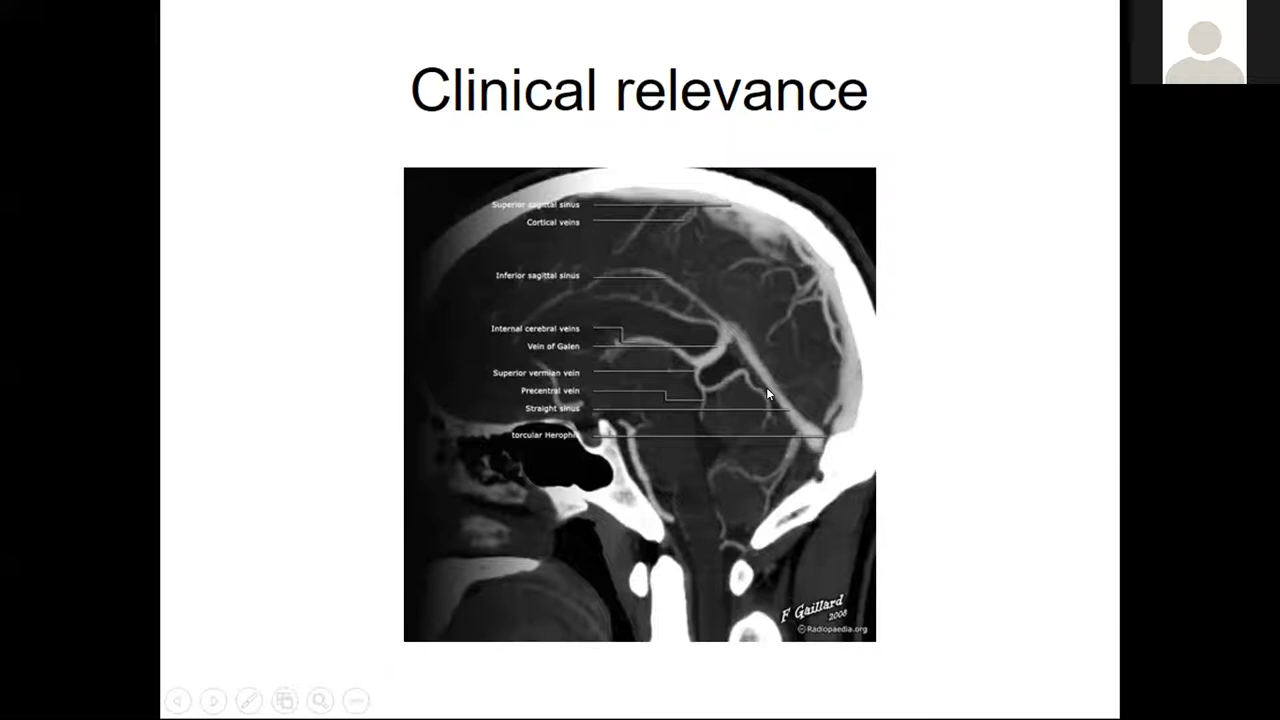 Clinical relevance
Superior sagittal sinus
Cortical veins
Inferior sagittal sinus
Internal cerebral veins
Vein of Galen
Superior vermian vein
Precentral vein
Straight sinus
torcular Herophili
F Gaillard
2008
©Radiopaedia.org